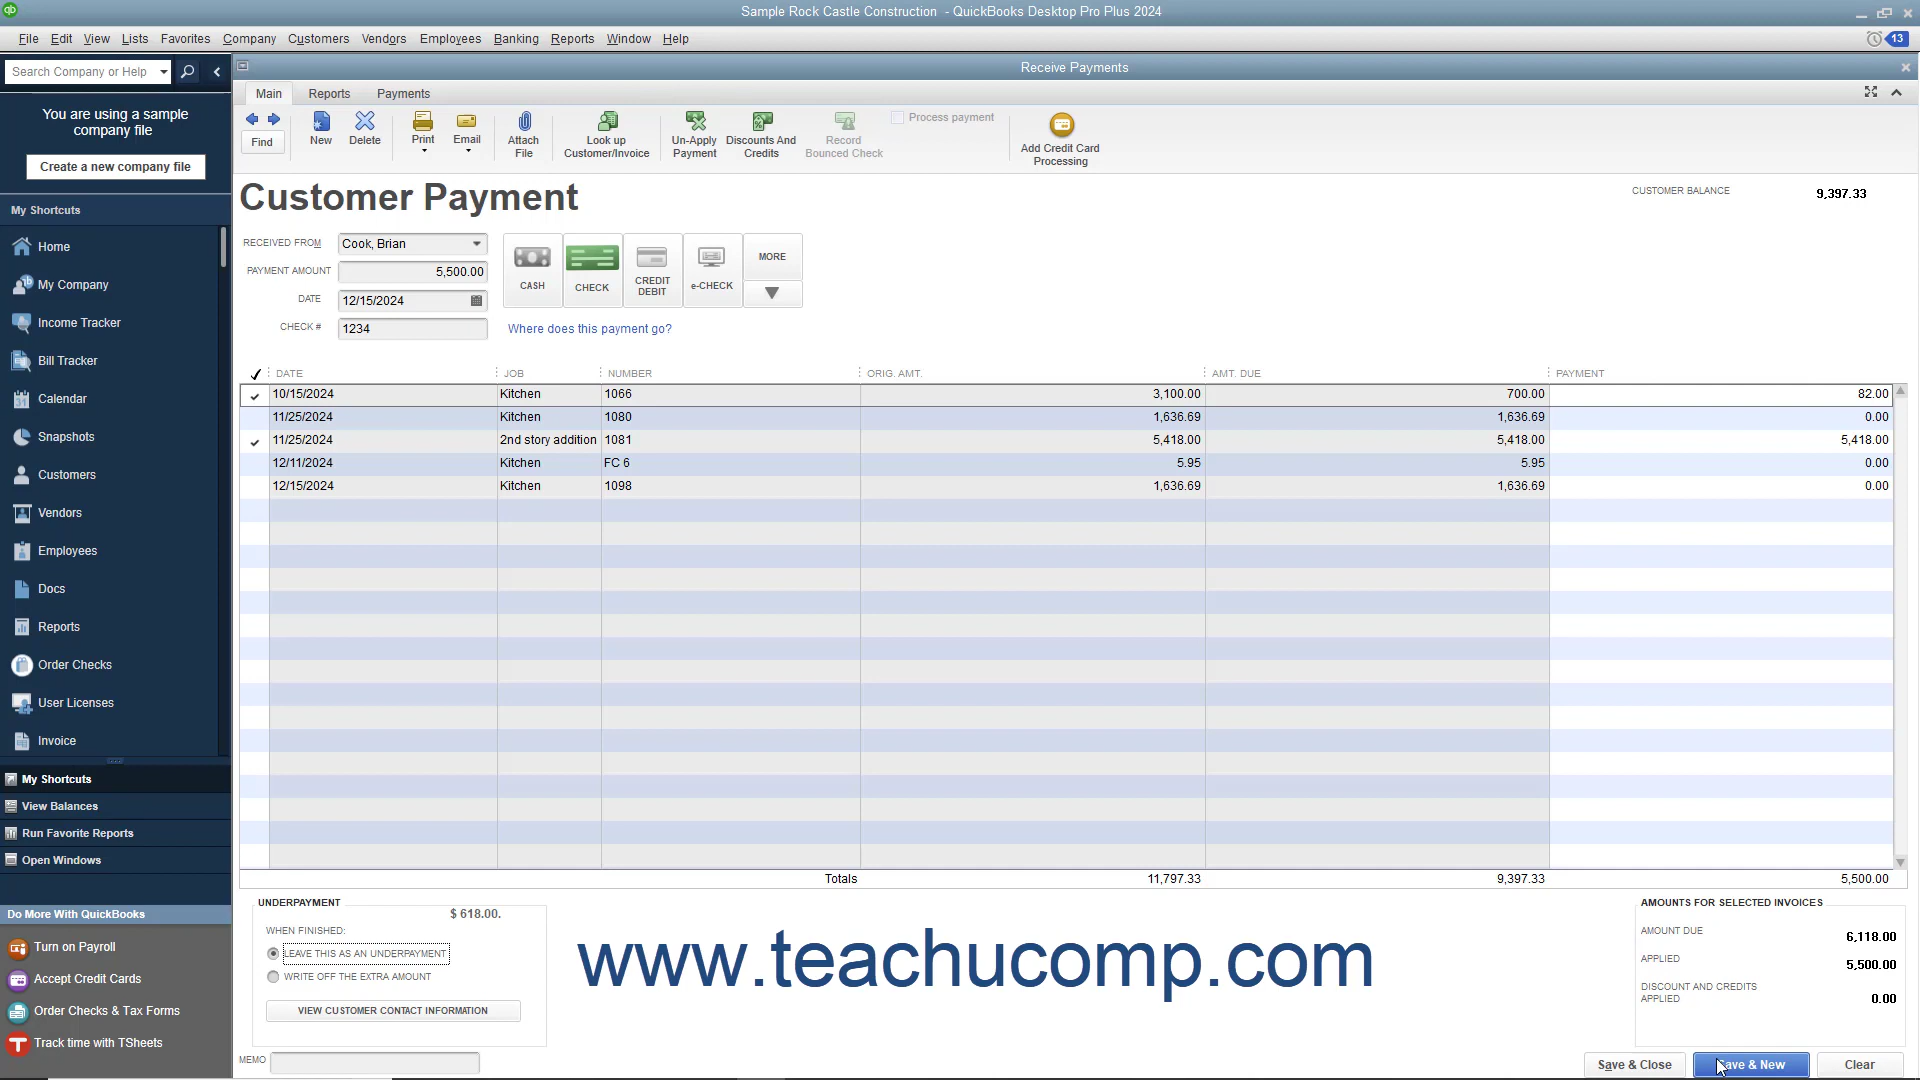 Sample Rock Castle Construction - QuickBooks Desktop Pro Plus 2024
File Edit View Lists Favorites Company Customers Vendors Employees Banking Reports Window Help
13
Search Company or Help
Receive Payments
You are using a sample
company file
Create a new company file
My Shortcuts
Home
My Company
Income Tracker
Bill Tracker
Calendar
Snapshots
Customers
Vendors
Employees
Docs
Reports
Order Checks
User Licenses
Invoice
My Shortcuts
View Balances
Run Favorite Reports
Open Windows
Do More With QuickBooks
Turn on Payroll
Accept Credit Cards
Order Checks & Tax Forms
Track time with TSheets
Main Reports Payments
Find
New
Delete
Print
Email
Attach
File
Look up
Customer/Invoice
Un-Apply
Payment
Discounts And
Credits
Record
Bounced Check
Process payment
Add Credit Card
Processing
Customer Payment
CUSTOMER BALANCE 9,397.33
RECEIVED FROM Cook, Brian
PAYMENT AMOUNT 5,500.00
DATE 12/15/2024
CHECK # 1234
CASH
CHECK
CREDIT
DEBIT
e-CHECK
MORE
Where does this payment go?
DATE JOB NUMBER ORIG. AMT. AMT. DUE PAYMENT
10/15/2024 Kitchen 1066 3,100.00 700.00 82.00
11/25/2024 Kitchen 1080 1,636.69 1,636.69 0.00
11/25/2024 2nd story addition 1081 5,418.00 5,418.00 5,418.00
12/11/2024 Kitchen FC 6 5.95 5.95 0.00
12/15/2024 Kitchen 1098 1,636.69 1,636.69 0.00
Totals 11,797.33 9,397.33 5,500.00
UNDERPAYMENT
$ 618.00.
WHEN FINISHED:
LEAVE THIS AS AN UNDERPAYMENT
WRITE OFF THE EXTRA AMOUNT
VIEW CUSTOMER CONTACT INFORMATION
MEMO
www.teachucomp.com
AMOUNTS FOR SELECTED INVOICES
AMOUNT DUE 6,118.00
APPLIED 5,500.00
DISCOUNT AND CREDITS
APPLIED 0.00
Save & Close
Save & New
Clear